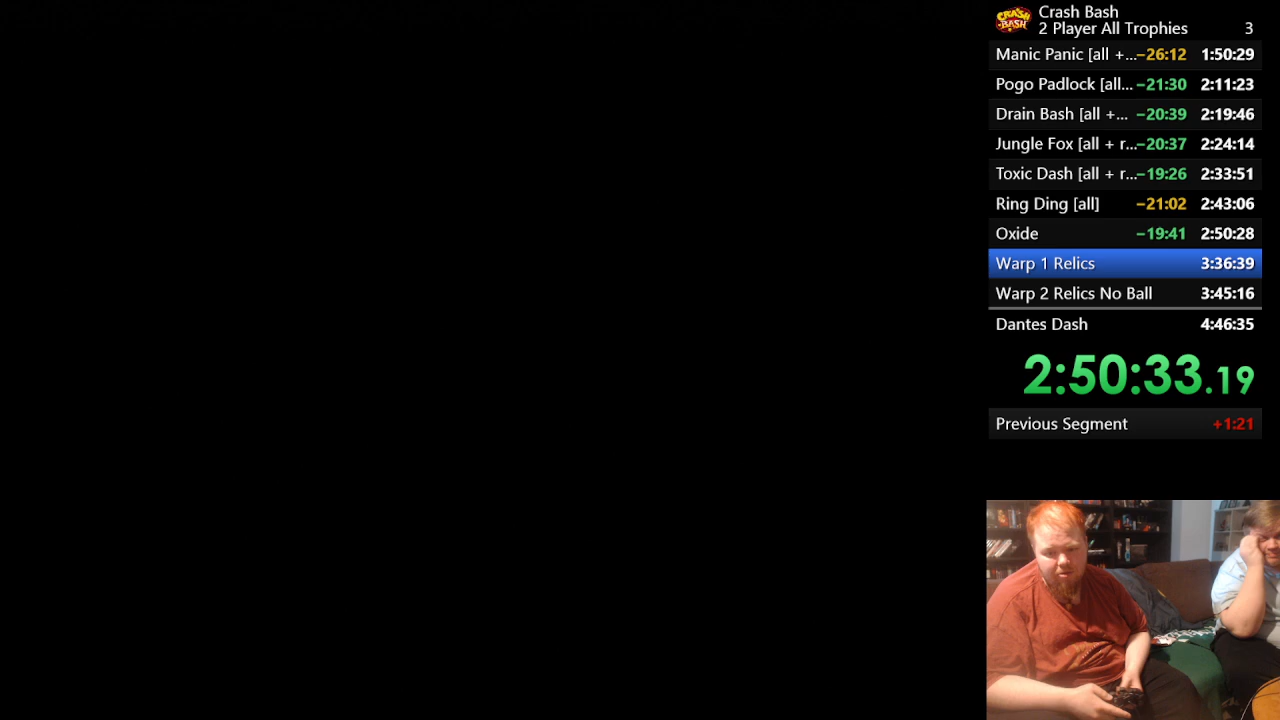 CRASH BASH
Crash Bash
2 Player All Trophies 3
Manic Panic [all +... −26:12 1:50:29
Pogo Padlock [all... −21:30 2:11:23
Drain Bash [all +... −20:39 2:19:46
Jungle Fox [all + r... −20:37 2:24:14
Toxic Dash [all + r... −19:26 2:33:51
Ring Ding [all] −21:02 2:43:06
Oxide −19:41 2:50:28
Warp 1 Relics 3:36:39
Warp 2 Relics No Ball 3:45:16
Dantes Dash 4:46:35
2:50:33.19
Previous Segment +1:21